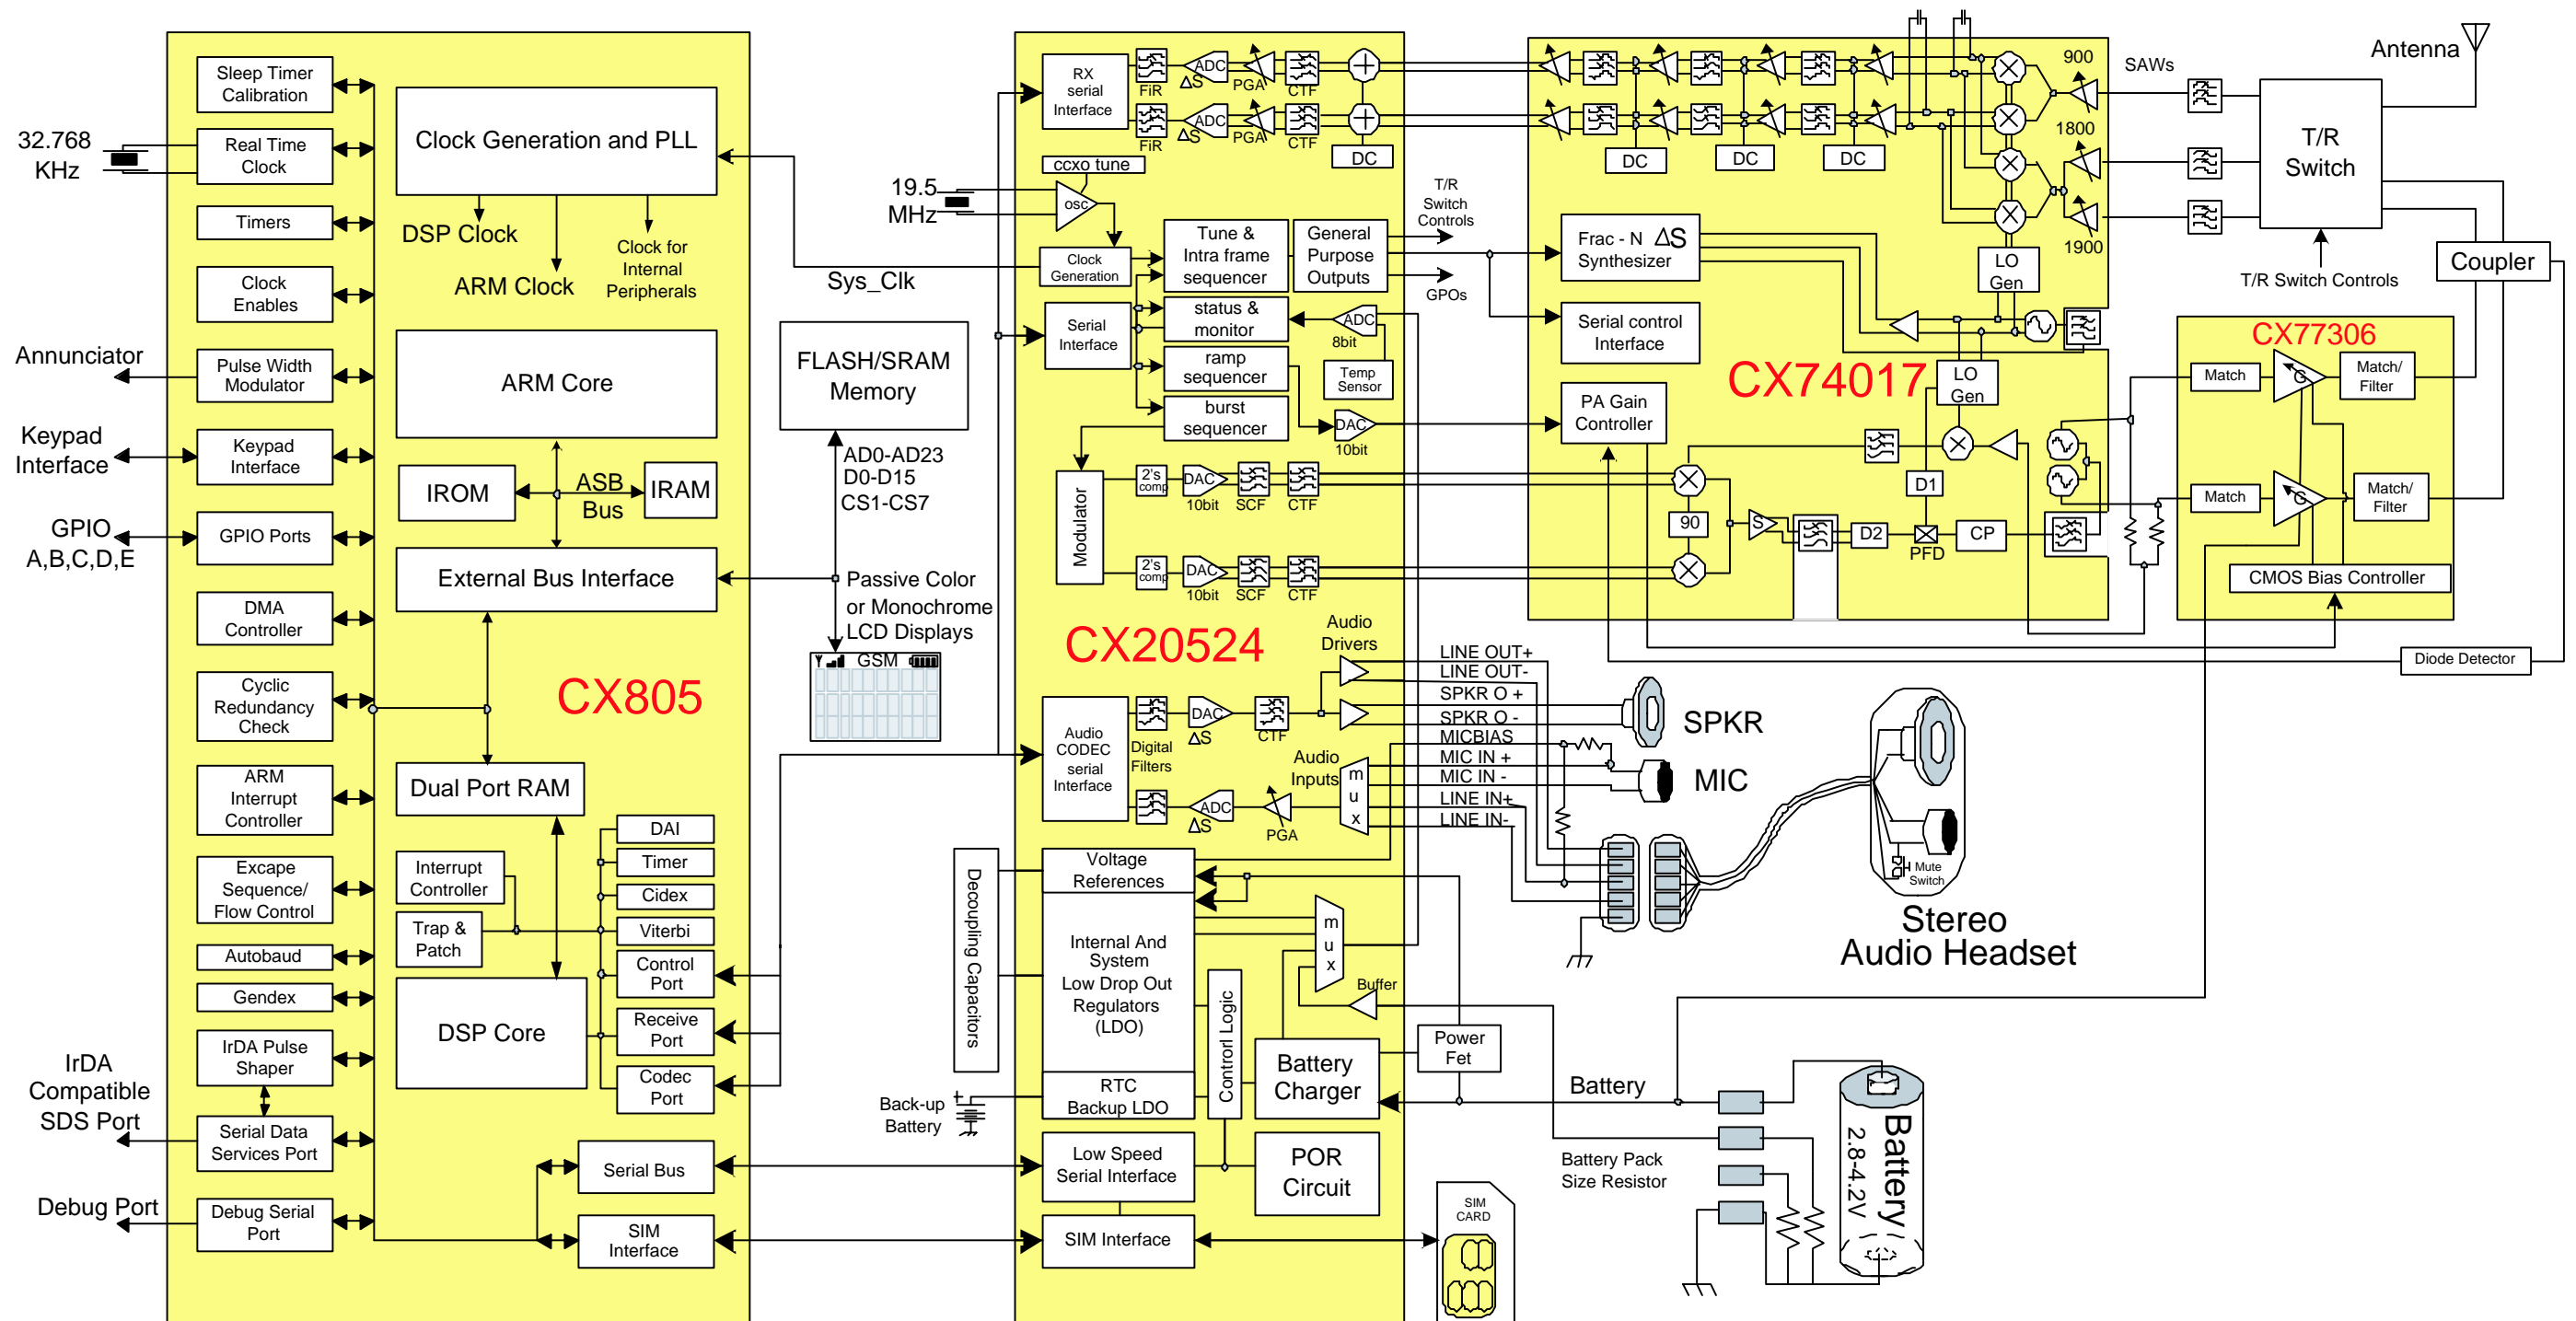 Sleep Timer
Calibration
32.768
KHz
Real Time
Clock
Timers
Clock
Enables
Annunciator
Pulse Width
Modulator
Keypad
Interface
Keypad
Interface
GPIO
A,B,C,D,E
GPIO Ports
DMA
Controller
Cyclic
Redundancy
Check
ARM
Interrupt
Controller
Excape
Sequence/
Flow Control
Autobaud
Gendex
IrDA Pulse
Shaper
IrDA
Compatible
SDS Port
Serial Data
Services Port
Debug Port
Debug Serial
Port
Clock Generation and PLL
DSP Clock
ARM Clock
Clock for
Internal
Peripherals
ARM Core
IROM
ASB
Bus
IRAM
External Bus Interface
CX805
Dual Port RAM
Interrupt
Controller
Trap &
Patch
DSP Core
DAI
Timer
Cidex
Viterbi
Control
Port
Receive
Port
Codec
Port
Serial Bus
SIM
Interface
Sys_Clk
FLASH/SRAM
Memory
AD0-AD23
D0-D15
CS1-CS7
Passive Color
or Monochrome
LCD Displays
GSM
19.5
MHz
Decoupling Capacitors
Back-up
Battery
+
RX
serial
Interface
FiR
ΔS
ADC
PGA
CTF
FiR
ΔS
ADC
PGA
CTF
DC
ccxo tune
osc
Clock
Generation
Tune &
Intra frame
sequencer
General
Purpose
Outputs
T/R
Switch
Controls
GPOs
Serial
Interface
status &
monitor
ADC
8bit
ramp
sequencer
Temp
Sensor
burst
sequencer
DAC
10bit
Modulator
2's
comp
DAC
10bit
SCF
CTF
2's
comp
DAC
10bit
SCF
CTF
CX20524
Audio
Drivers
Audio
CODEC
serial
Interface
Digital
Filters
DAC
ΔS
CTF
Audio
Inputs
ADC
ΔS
PGA
m
u
x
LINE OUT+
LINE OUT-
SPKR O +
SPKR O -
MICBIAS
MIC IN +
MIC IN -
LINE IN+
LINE IN-
SPKR
MIC
Mute
Switch
Stereo
Audio Headset
Voltage
References
Internal And
System
Low Drop Out
Regulators
(LDO)
RTC
Backup LDO
Controrl Logic
m
u
x
Buffer
Battery
Charger
Power
Fet
Low Speed
Serial Interface
POR
Circuit
SIM Interface
SIM
CARD
Battery
Battery Pack
Size Resistor
Battery
2.8-4.2V
DC
DC
DC
900
1800
1900
SAWs
T/R
Switch
Antenna
T/R Switch Controls
Coupler
Frac - N ΔS
Synthesizer
LO
Gen
Serial control
Interface
CX74017
LO
Gen
PA Gain
Controller
90
S
D1
D2
PFD
CP
CX77306
Match
G
Match/
Filter
Match
G
Match/
Filter
CMOS Bias Controller
Diode Detector